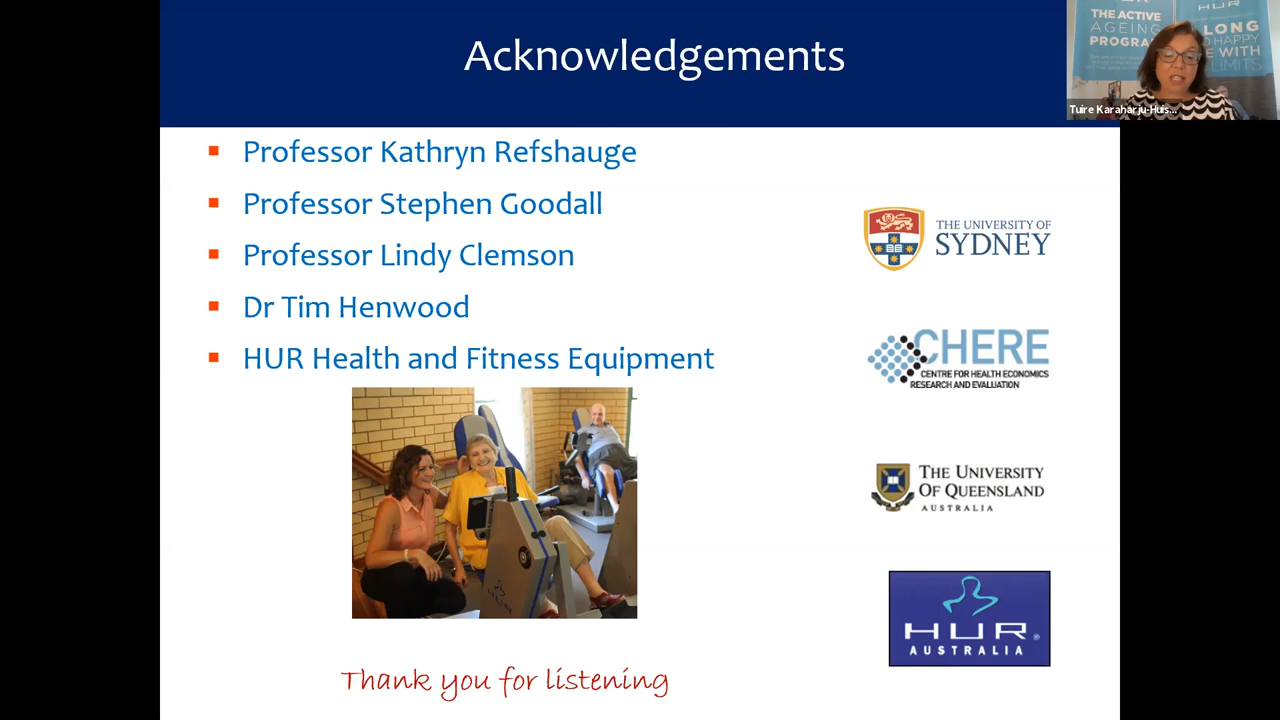 Acknowledgements
Professor Kathryn Refshauge
Professor Stephen Goodall
Professor Lindy Clemson
Dr Tim Henwood
HUR Health and Fitness Equipment
THE UNIVERSITY OF
SYDNEY
CHERE
CENTRE FOR HEALTH ECONOMICS
RESEARCH AND EVALUATION
THE UNIVERSITY
OF QUEENSLAND
AUSTRALIA
HUR
AUSTRALIA
HUR
Thank you for listening
HUR
THE ACTIVE
AGEING
LONG
HAPPY
WITH
LIMITS
Tuire Karaharju-Huis...